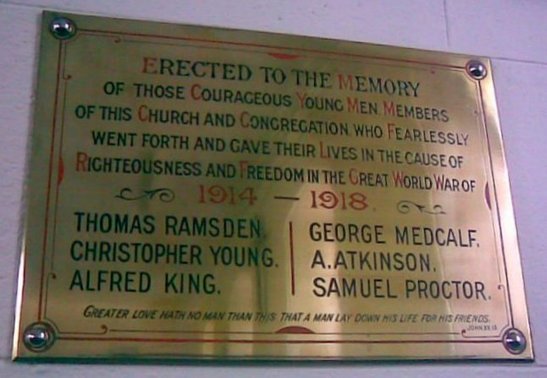 ERECTED TO THE MEMORY
OF THOSE COURAGEOUS YOUNG MEN, MEMBERS
OF THIS CHURCH AND CONGREGATION WHO FEARLESSLY
WENT FORTH AND GAVE THEIR LIVES IN THE CAUSE OF
RIGHTEOUSNESS AND FREEDOM IN THE GREAT WORLD WAR OF
1914 — 1918.
THOMAS RAMSDEN.
CHRISTOPHER YOUNG.
ALFRED KING.
GEORGE MEDCALF.
A. ATKINSON.
SAMUEL PROCTOR.
GREATER LOVE HATH NO MAN THAN THIS THAT A MAN LAY DOWN HIS LIFE FOR HIS FRIENDS.
JOHN XV. 13